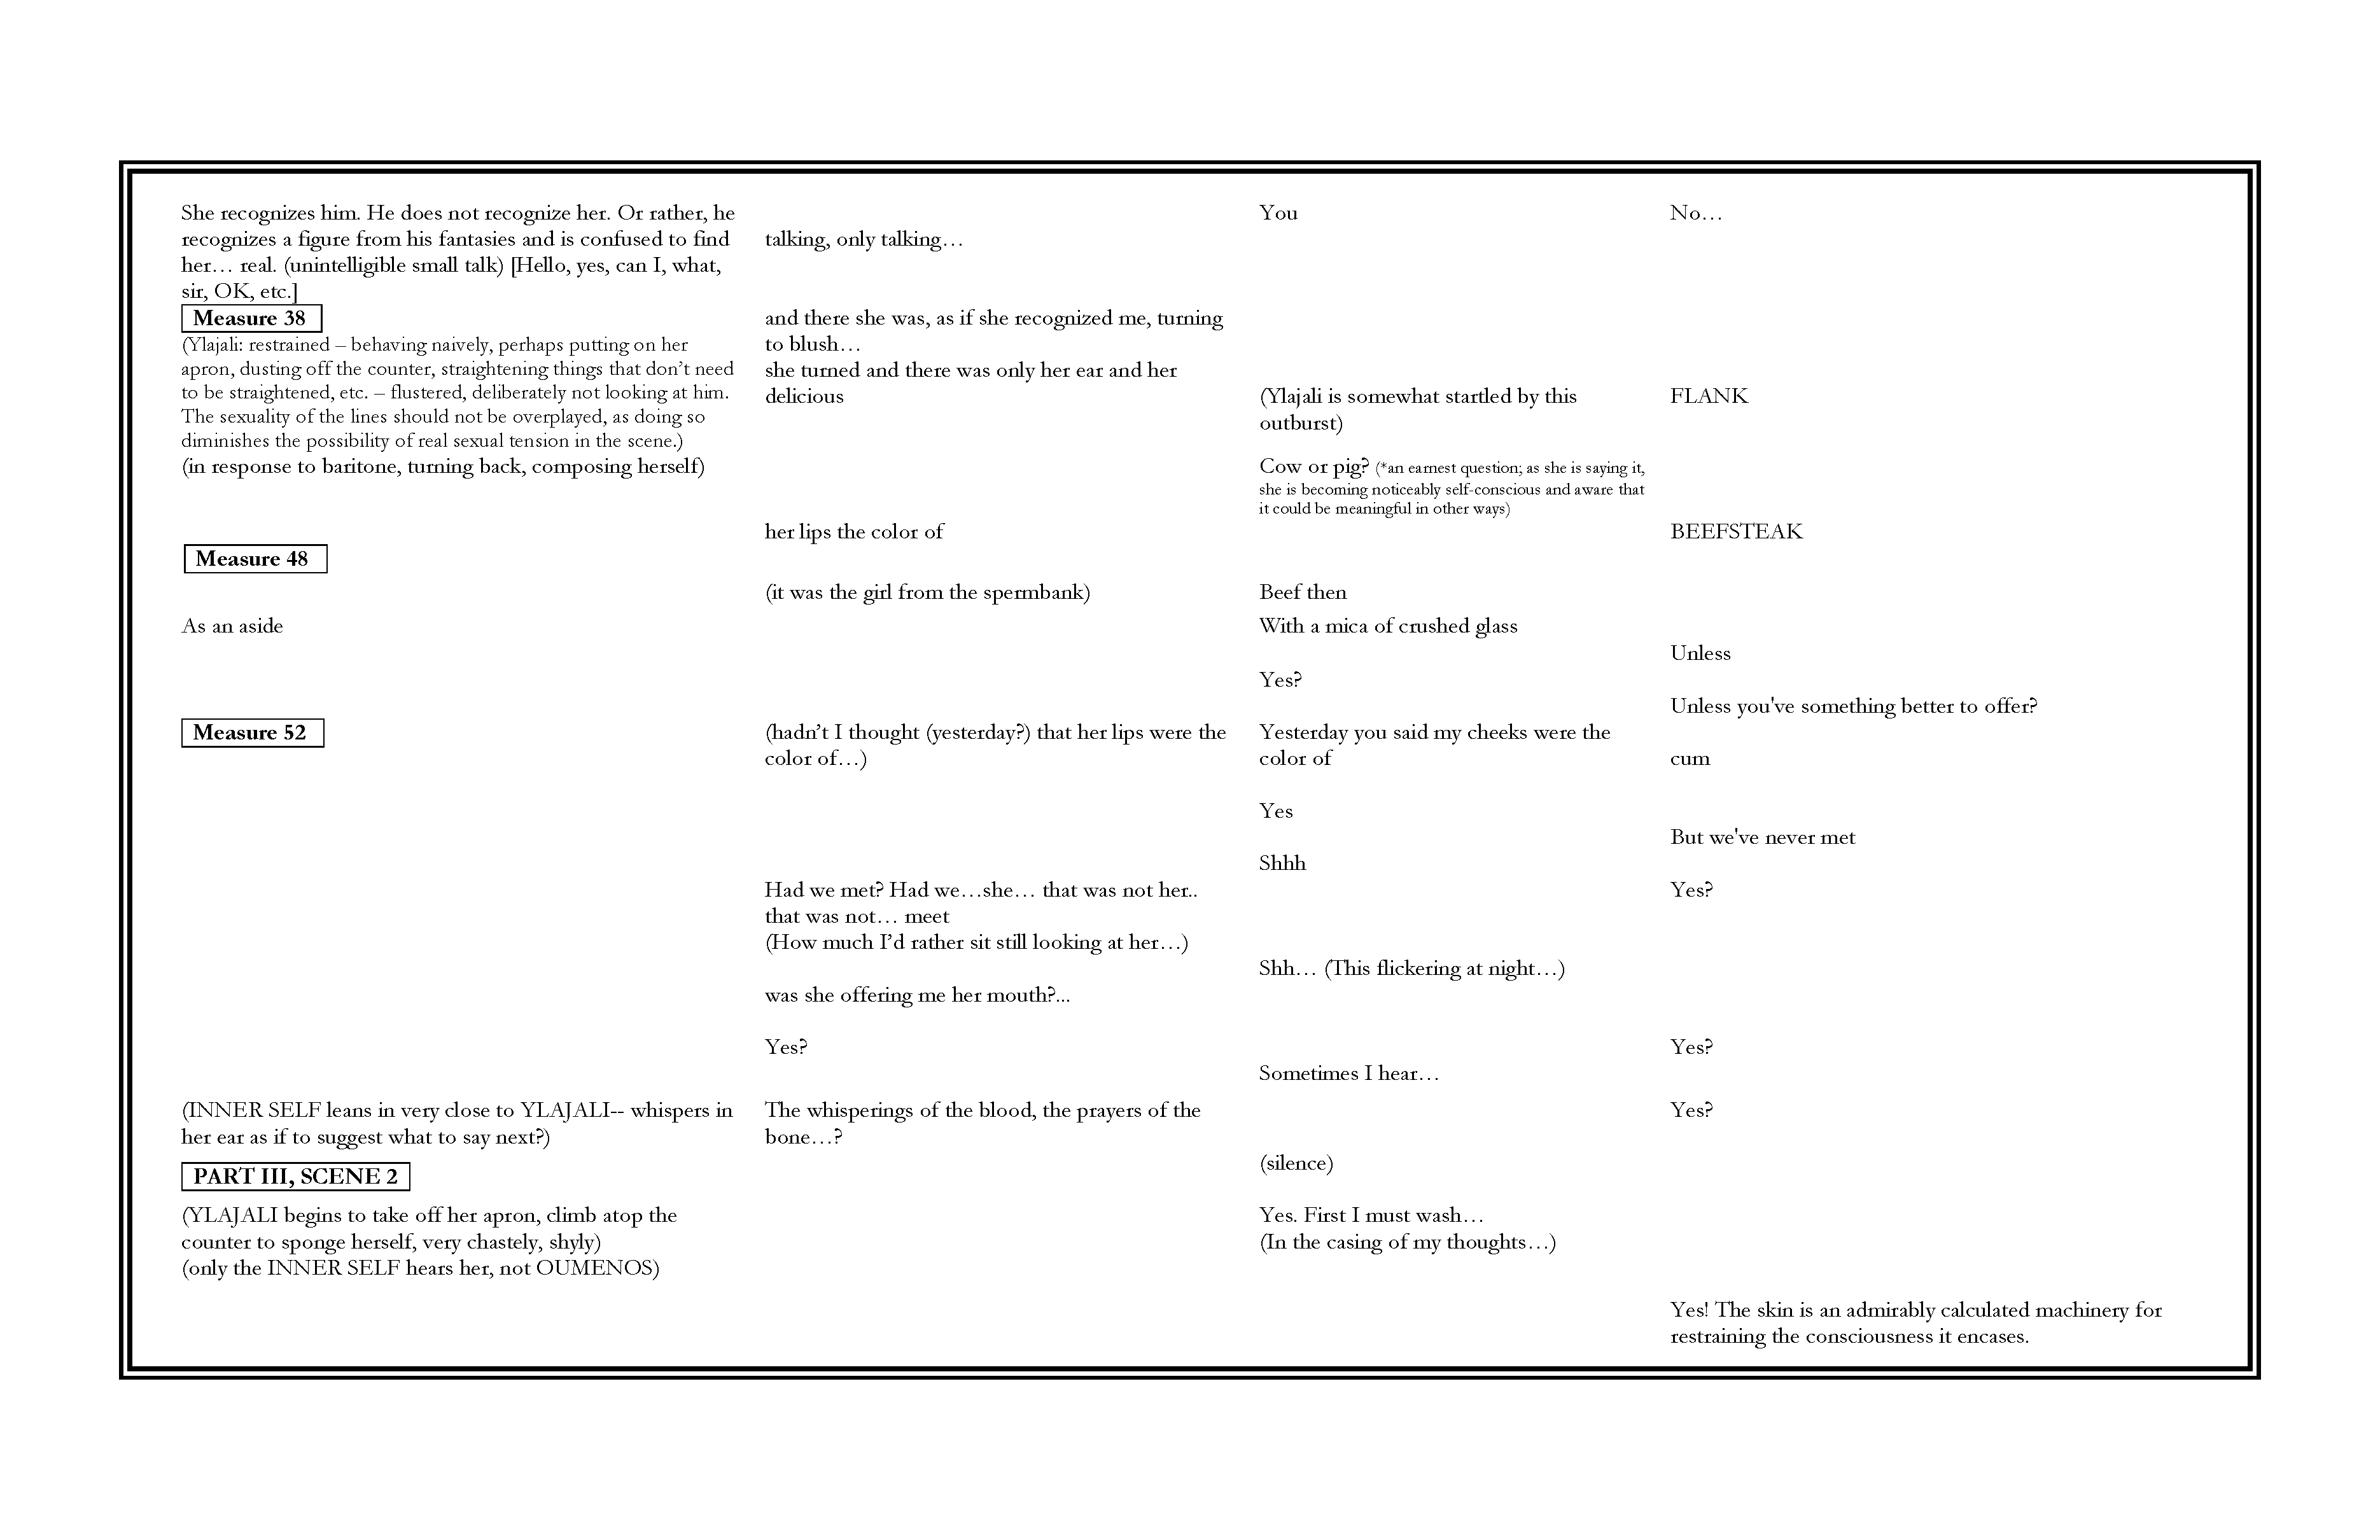 She recognizes him. He does not recognize her. Or rather, he
You
No…
recognizes a figure from his fantasies and is confused to find
talking, only talking…
her… real. (unintelligible small talk) [Hello, yes, can I, what,
sir, OK, etc.]
Measure 38
and there she was, as if she recognized me, turning
(Ylajali: restrained – behaving naively, perhaps putting on her
to blush…
apron, dusting off the counter, straightening things that don’t need
she turned and there was only her ear and her
to be straightened, etc. – flustered, deliberately not looking at him.
delicious
(Ylajali is somewhat startled by this
FLANK
The sexuality of the lines should not be overplayed, as doing so
outburst)
diminishes the possibility of real sexual tension in the scene.)
(in response to baritone, turning back, composing herself)
Cow or pig? (*an earnest question; as she is saying it,
she is becoming noticeably self-conscious and aware that
it could be meaningful in other ways)
her lips the color of
BEEFSTEAK
Measure 48
(it was the girl from the spermbank)
Beef then
As an aside
With a mica of crushed glass
Unless
Yes?
Unless you've something better to offer?
Measure 52
(hadn’t I thought (yesterday?) that her lips were the
Yesterday you said my cheeks were the
color of…)
color of
cum
Yes
But we've never met
Shhh
Had we met? Had we…she… that was not her..
Yes?
that was not… meet
(How much I’d rather sit still looking at her…)
Shh… (This flickering at night…)
was she offering me her mouth?...
Yes?
Yes?
Sometimes I hear…
(INNER SELF leans in very close to YLAJALI-- whispers in
The whisperings of the blood, the prayers of the
Yes?
her ear as if to suggest what to say next?)
bone…?
(silence)
PART III, SCENE 2
(YLAJALI begins to take off her apron, climb atop the
Yes. First I must wash…
counter to sponge herself, very chastely, shyly)
(In the casing of my thoughts…)
(only the INNER SELF hears her, not OUMENOS)
Yes! The skin is an admirably calculated machinery for
restraining the consciousness it encases.